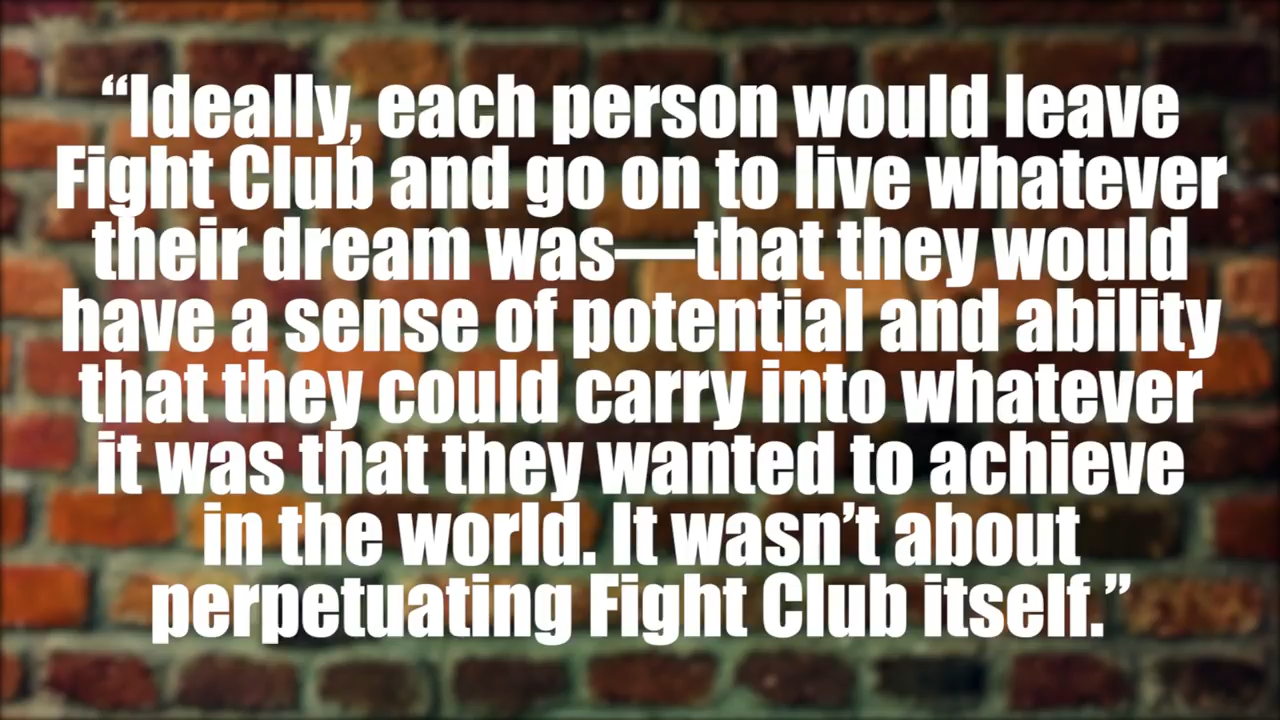 “Ideally, each person would leave
Fight Club and go on to live whatever
their dream was—that they would
have a sense of potential and ability
that they could carry into whatever
it was that they wanted to achieve
in the world. It wasn’t about
perpetuating Fight Club itself.”